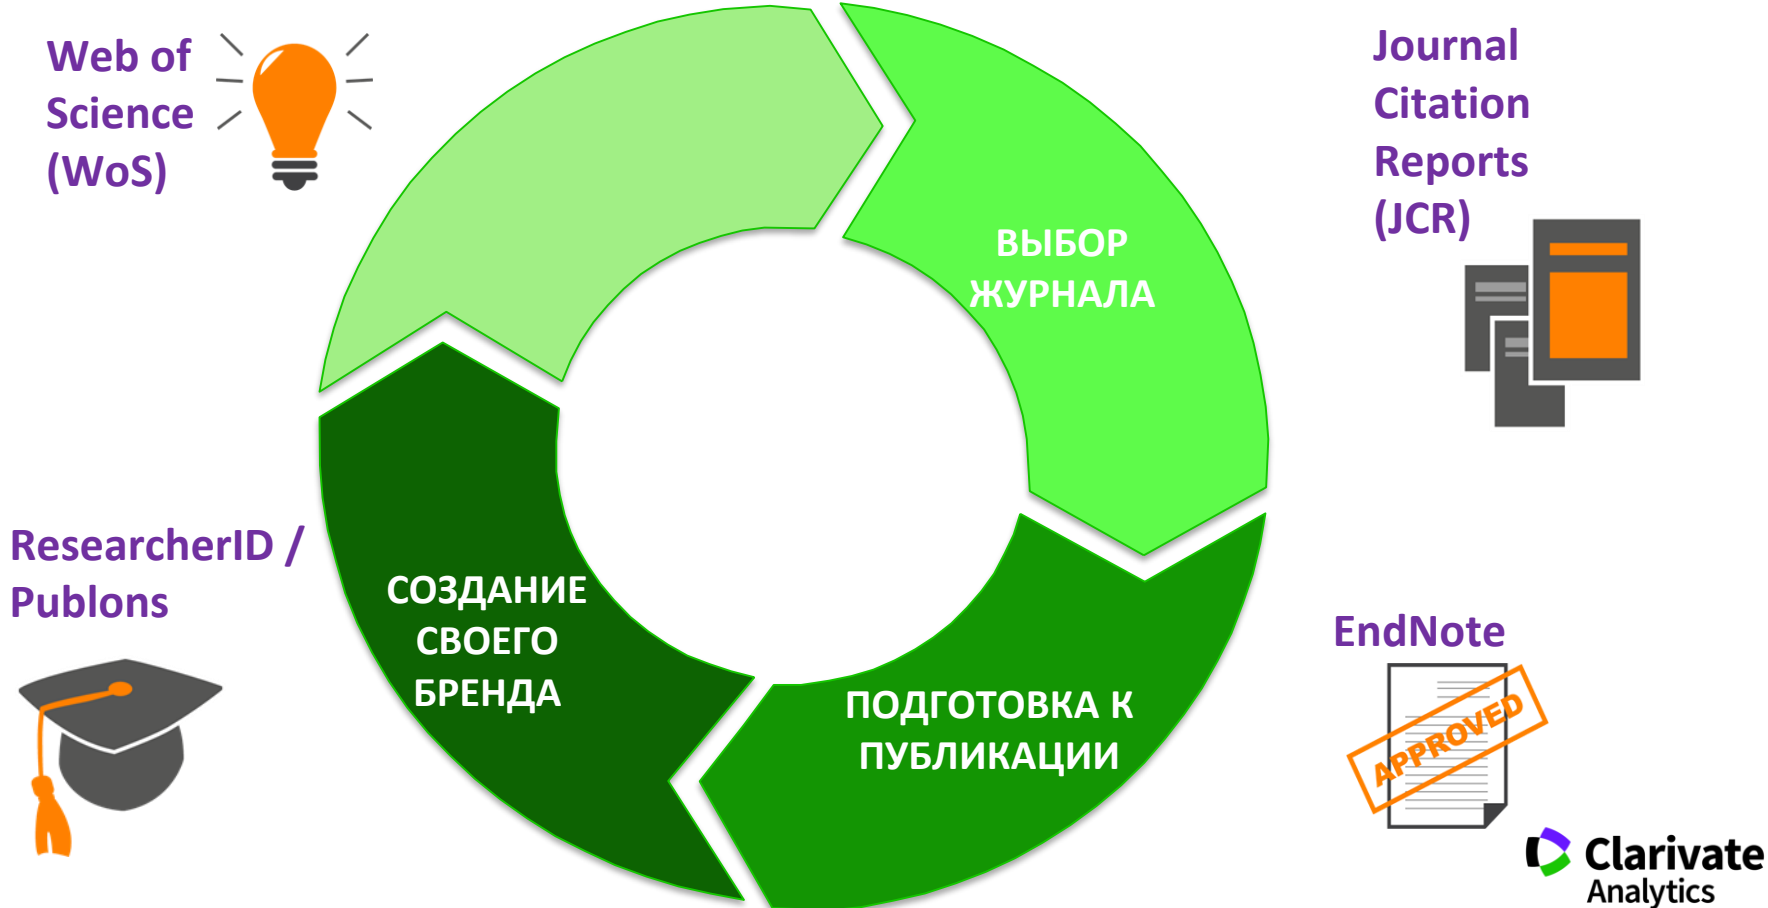 Web of
Science
(WoS)
Journal
Citation
Reports
(JCR)
ВЫБОР
ЖУРНАЛА
ResearcherID /
Publons
СОЗДАНИЕ
СВОЕГО
БРЕНДА
ПОДГОТОВКА К
ПУБЛИКАЦИИ
EndNote
APPROVED
Clarivate
Analytics